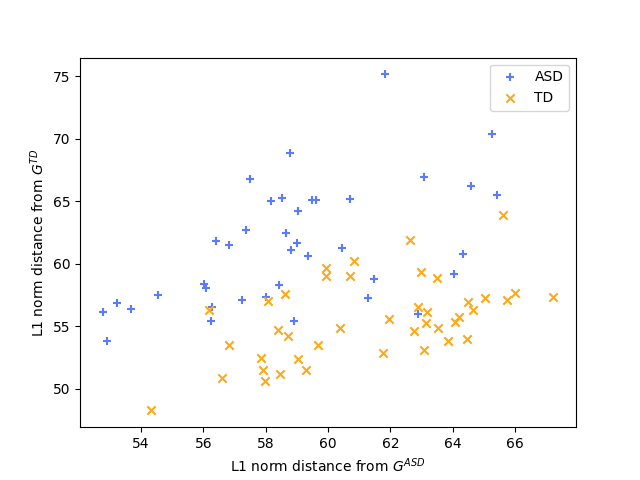 75
70
65
60
55
50
54 56 58 60 62 64 66
L1 norm distance from G^{TD}
L1 norm distance from G^{ASD}
ASD
TD